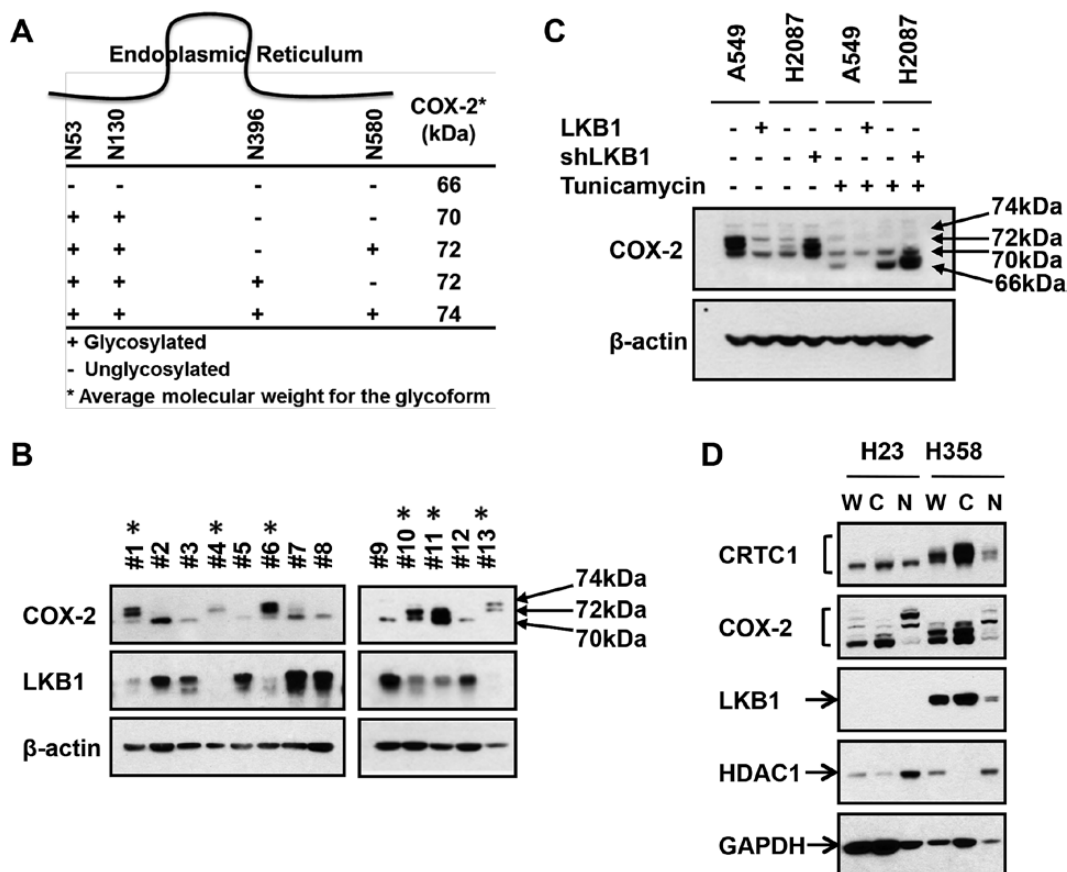 A
Endoplasmic Reticulum
N53 N130 N396 N580 COX-2*
(kDa)
- - - - 66
+ + - - 70
+ + - + 72
+ + + - 72
+ + + + 74
+ Glycosylated
- Unglycosylated
* Average molecular weight for the glycoform
B
#1* #2 #3 #4* #5 #6* #7 #8 #9 #10* #11* #12 #13*
COX-2
74kDa
72kDa
70kDa
LKB1
β-actin
C
A549 H2087 A549 H2087
LKB1 - + - - - + - -
shLKB1 - - - + - - - +
Tunicamycin - - - - + + + +
COX-2
74kDa
72kDa
70kDa
66kDa
β-actin
D
H23 H358
W C N W C N
CRTC1
COX-2
LKB1
HDAC1
GAPDH